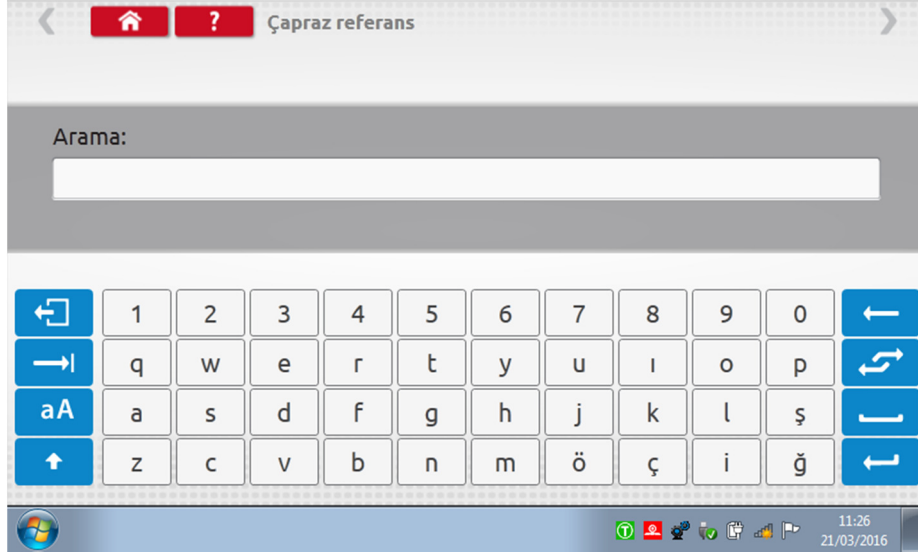 ? Çapraz referans
Arama:
1 2 3 4 5 6 7 8 9 0
q w e r t y u ı o p
aA a s d f g h j k l ş
z c v b n m ö ç i ğ
11:26
21/03/2016